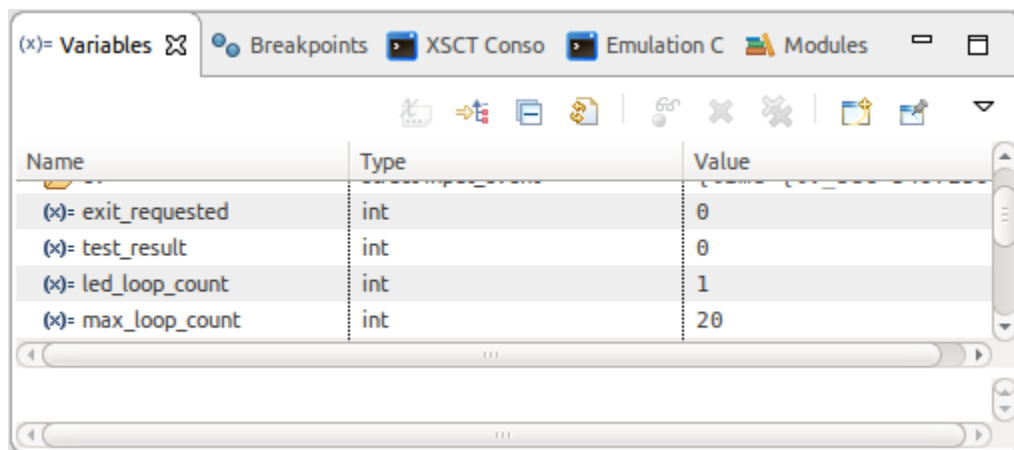 (x)= Variables Breakpoints XSCT Conso Emulation C Modules
Name Type Value
(x)= exit_requested int 0
(x)= test_result int 0
(x)= led_loop_count int 1
(x)= max_loop_count int 20